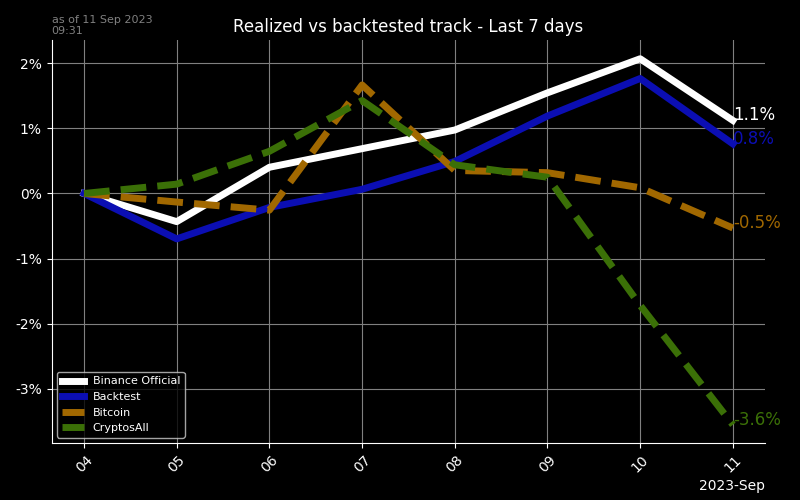 as of 11 Sep 2023
09:31
Realized vs backtested track - Last 7 days
2%
1%
0%
-1%
-2%
-3%
1.1%
0.8%
-0.5%
-3.6%
Binance Official
Backtest
Bitcoin
CryptosAll
04
05
06
07
08
09
10
11
2023-Sep